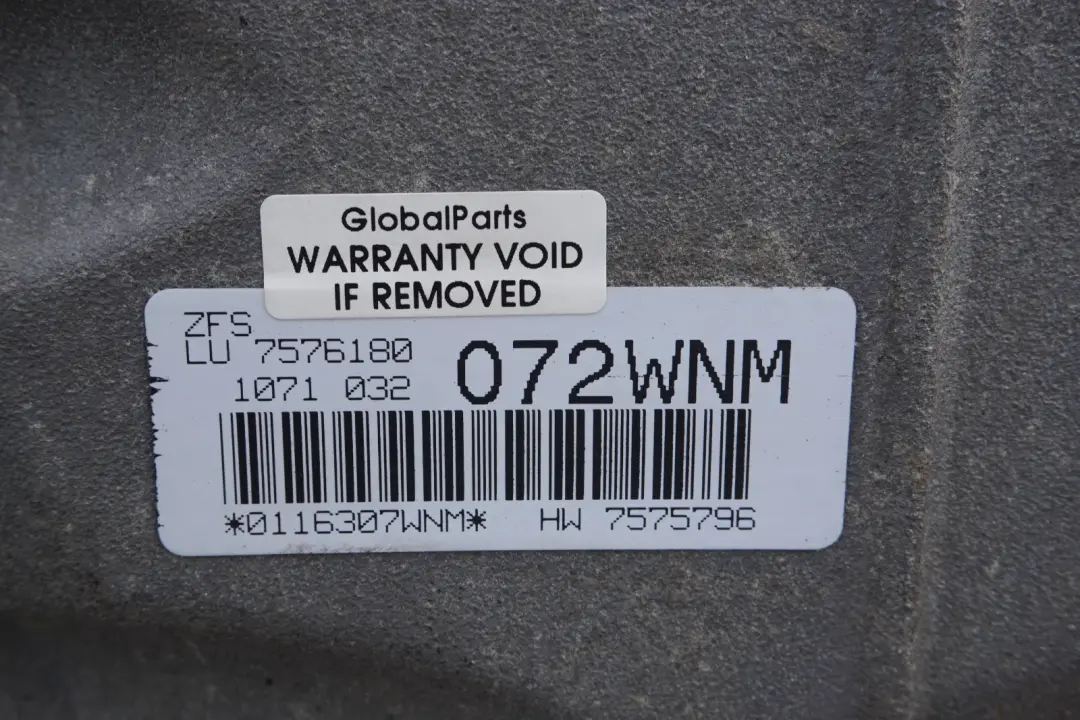 GlobalParts
WARRANTY VOID
IF REMOVED
ZFS
LU 7576180
1071 032
072WNM
*0116307WNM* HW 7575796